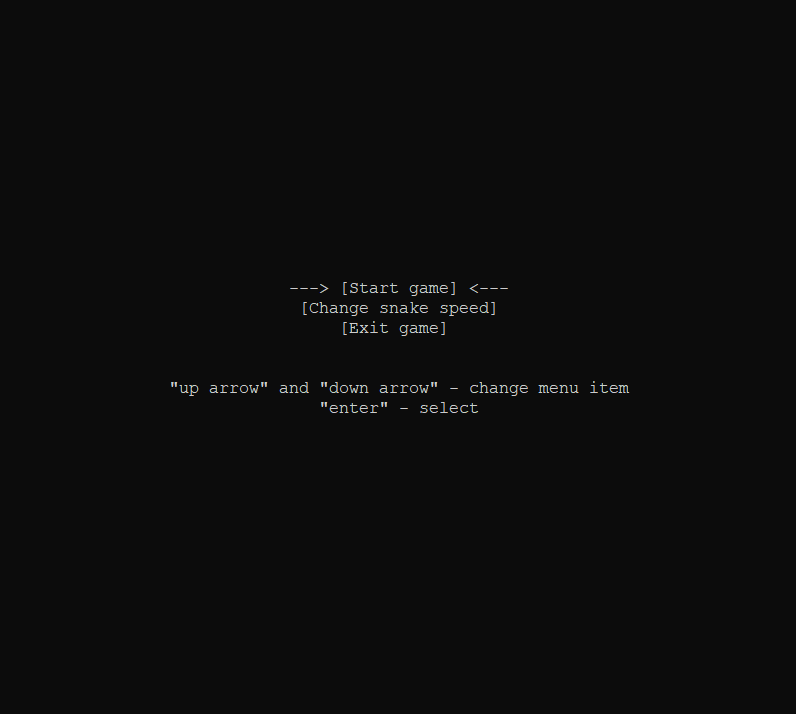 ---> [Start game] <---
[Change snake speed]
[Exit game]
"up arrow" and "down arrow" - change menu item
"enter" - select